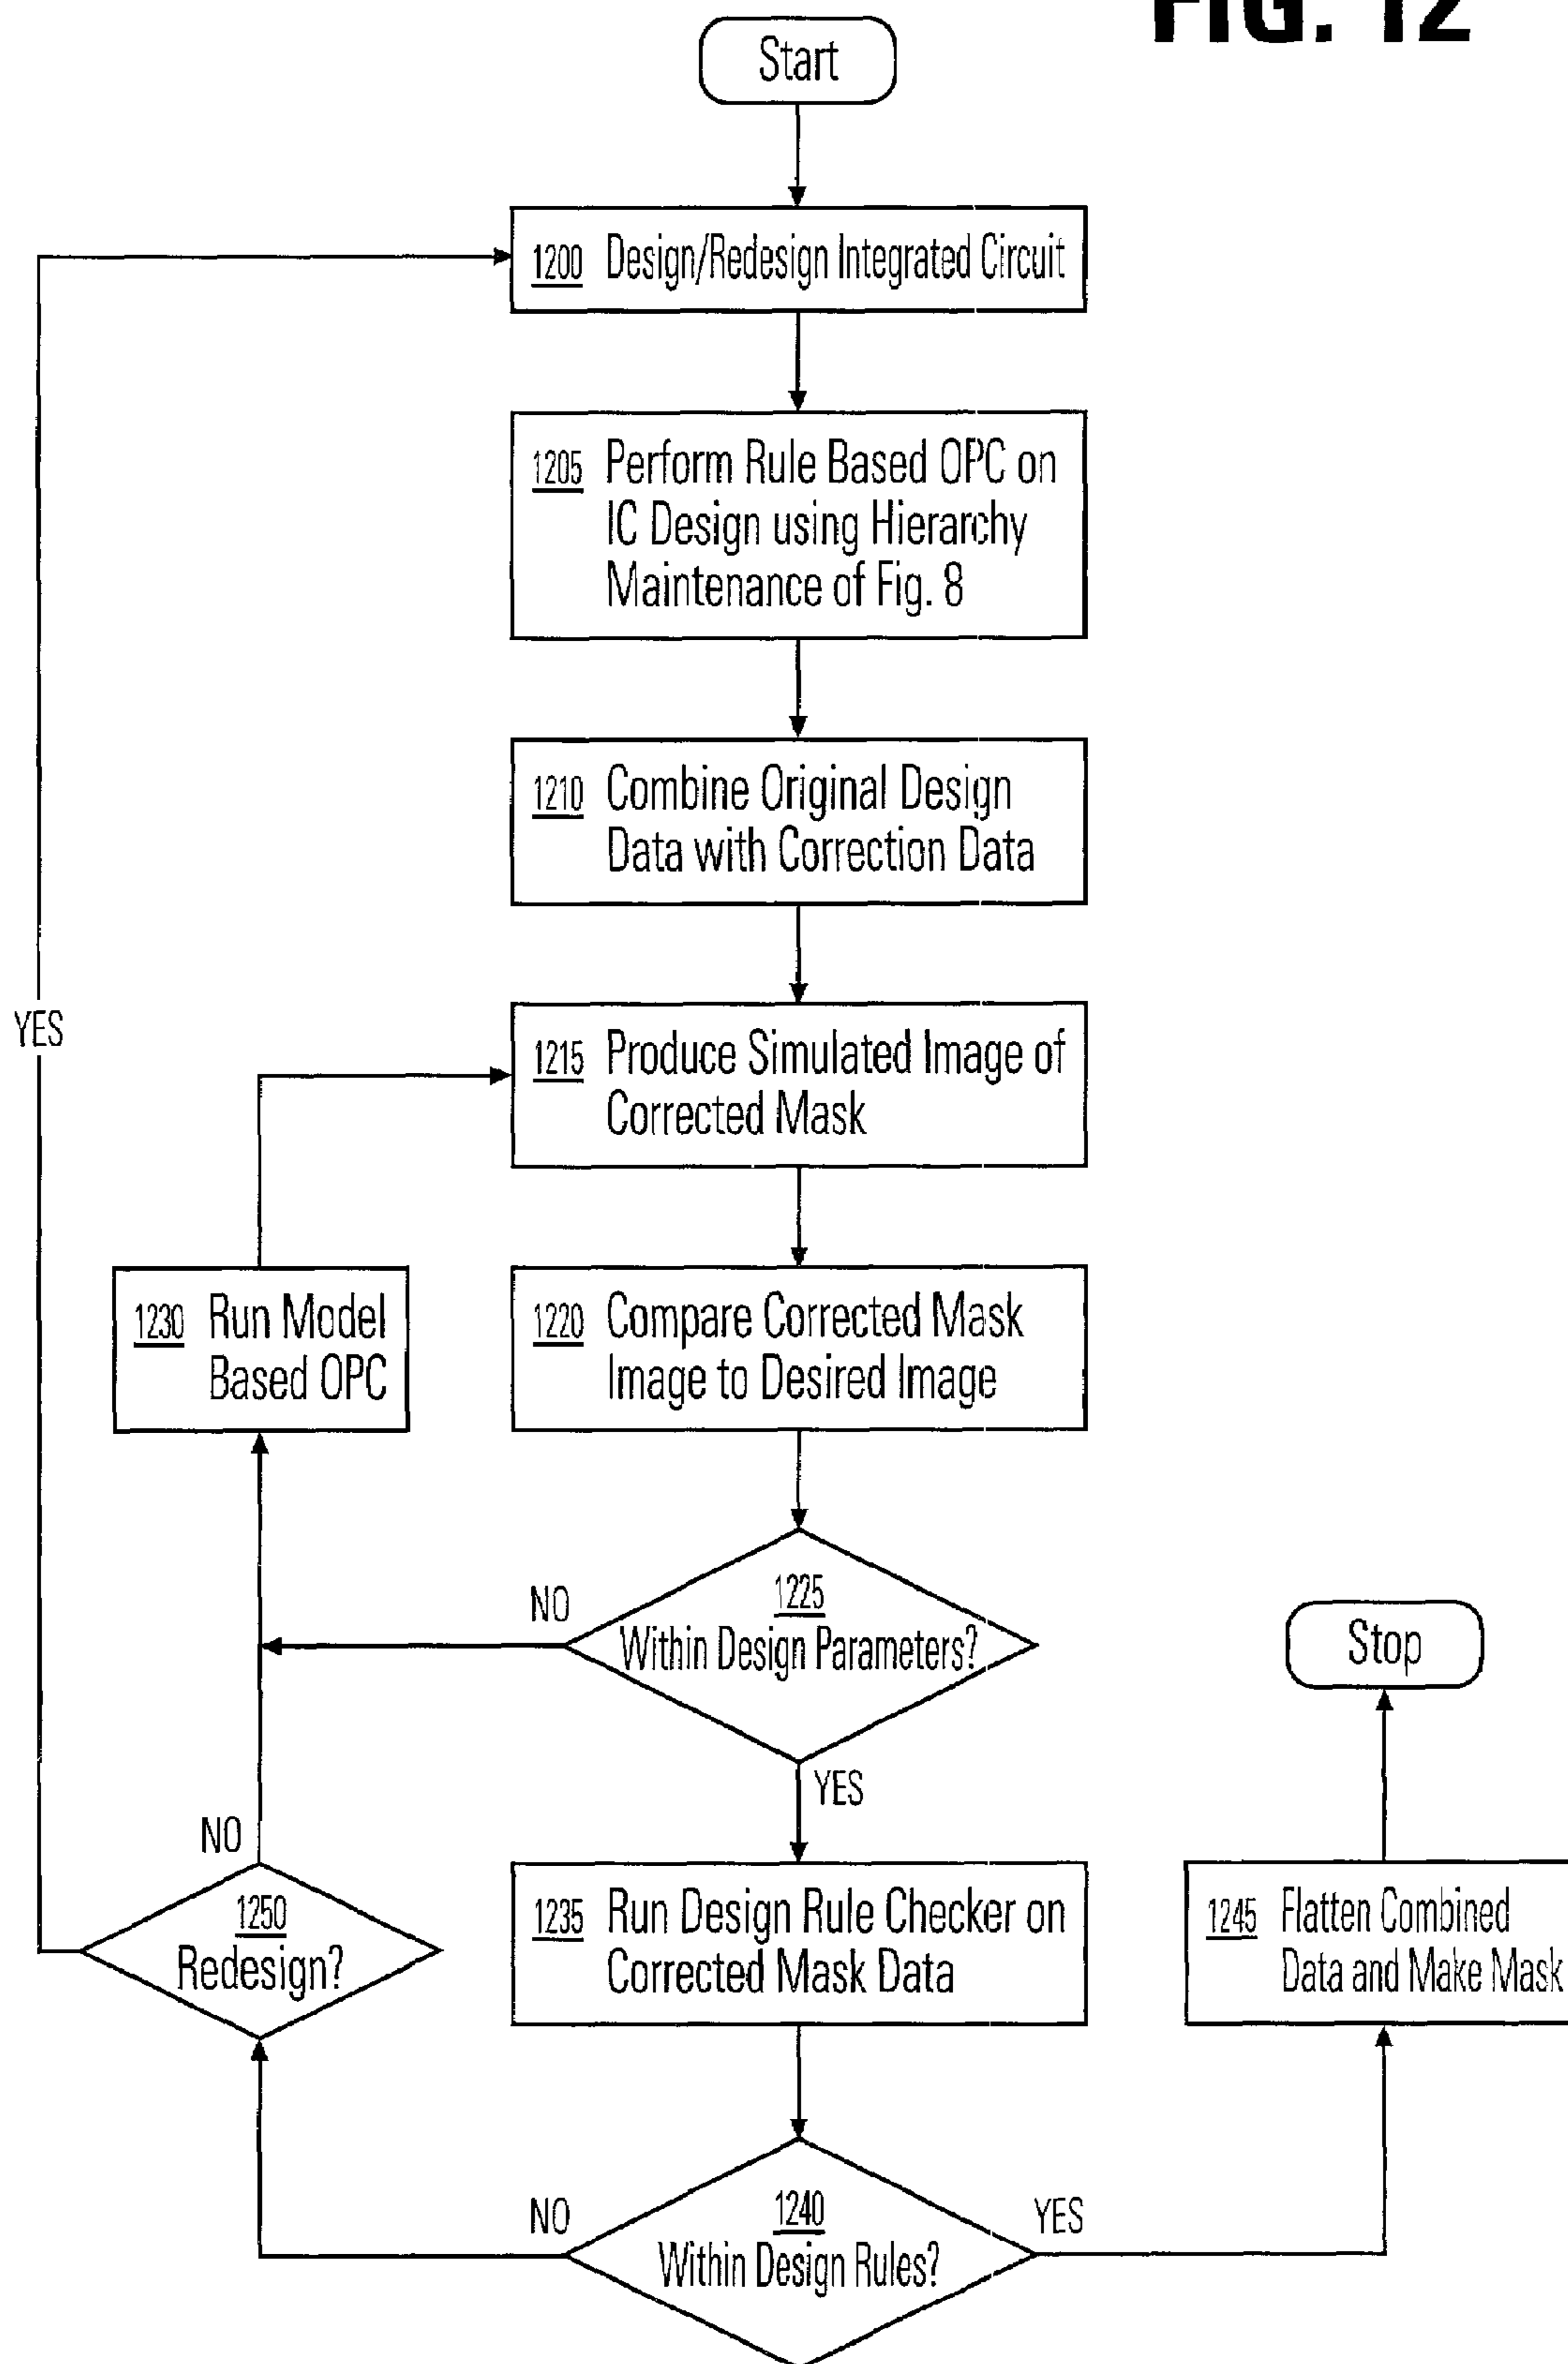 FIG. 12
Start
1200 Design/Redesign Integrated Circuit
1205 Perform Rule Based OPC on
IC Design using Hierarchy
Maintenance of Fig. 8
1210 Combine Original Design
Data with Correction Data
YES
1215 Produce Simulated Image of
Corrected Mask
1230 Run Model
Based OPC
1220 Compare Corrected Mask
Image to Desired Image
NO
1225
Within Design Parameters?
Stop
YES
NO
1250
Redesign?
1235 Run Design Rule Checker on
Corrected Mask Data
1245 Flatten Combined
Data and Make Mask
NO
1240
Within Design Rules?
YES